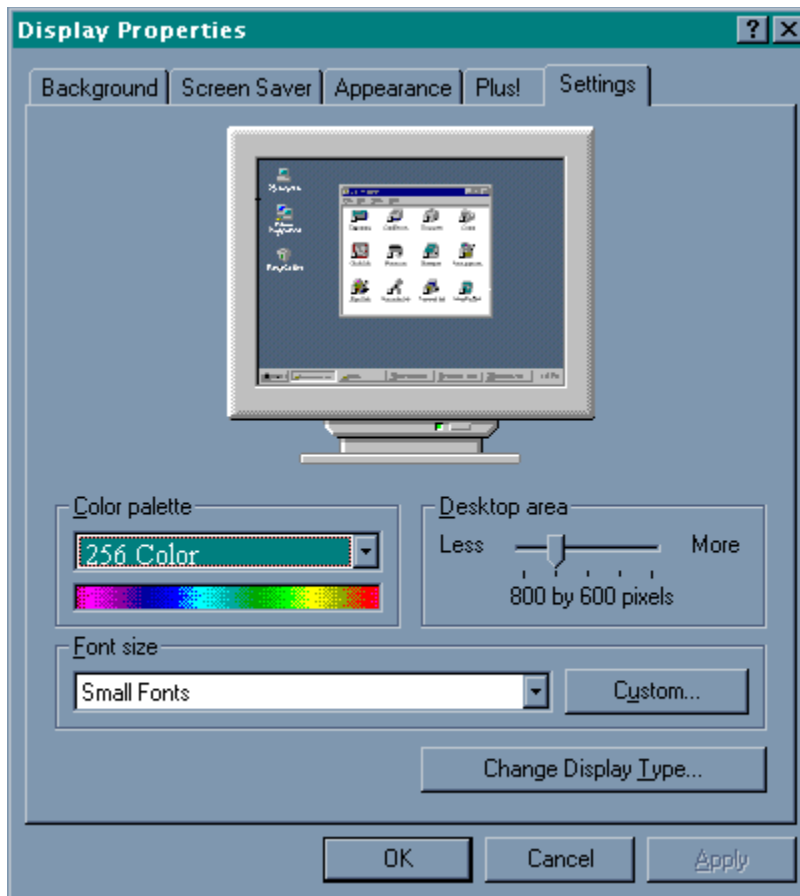 Display Properties
Background Screen Saver Appearance Plus! Settings
Color palette
256 Color
Desktop area
Less More
800 by 600 pixels
Font size
Small Fonts
Custom...
Change Display Type...
OK Cancel Apply